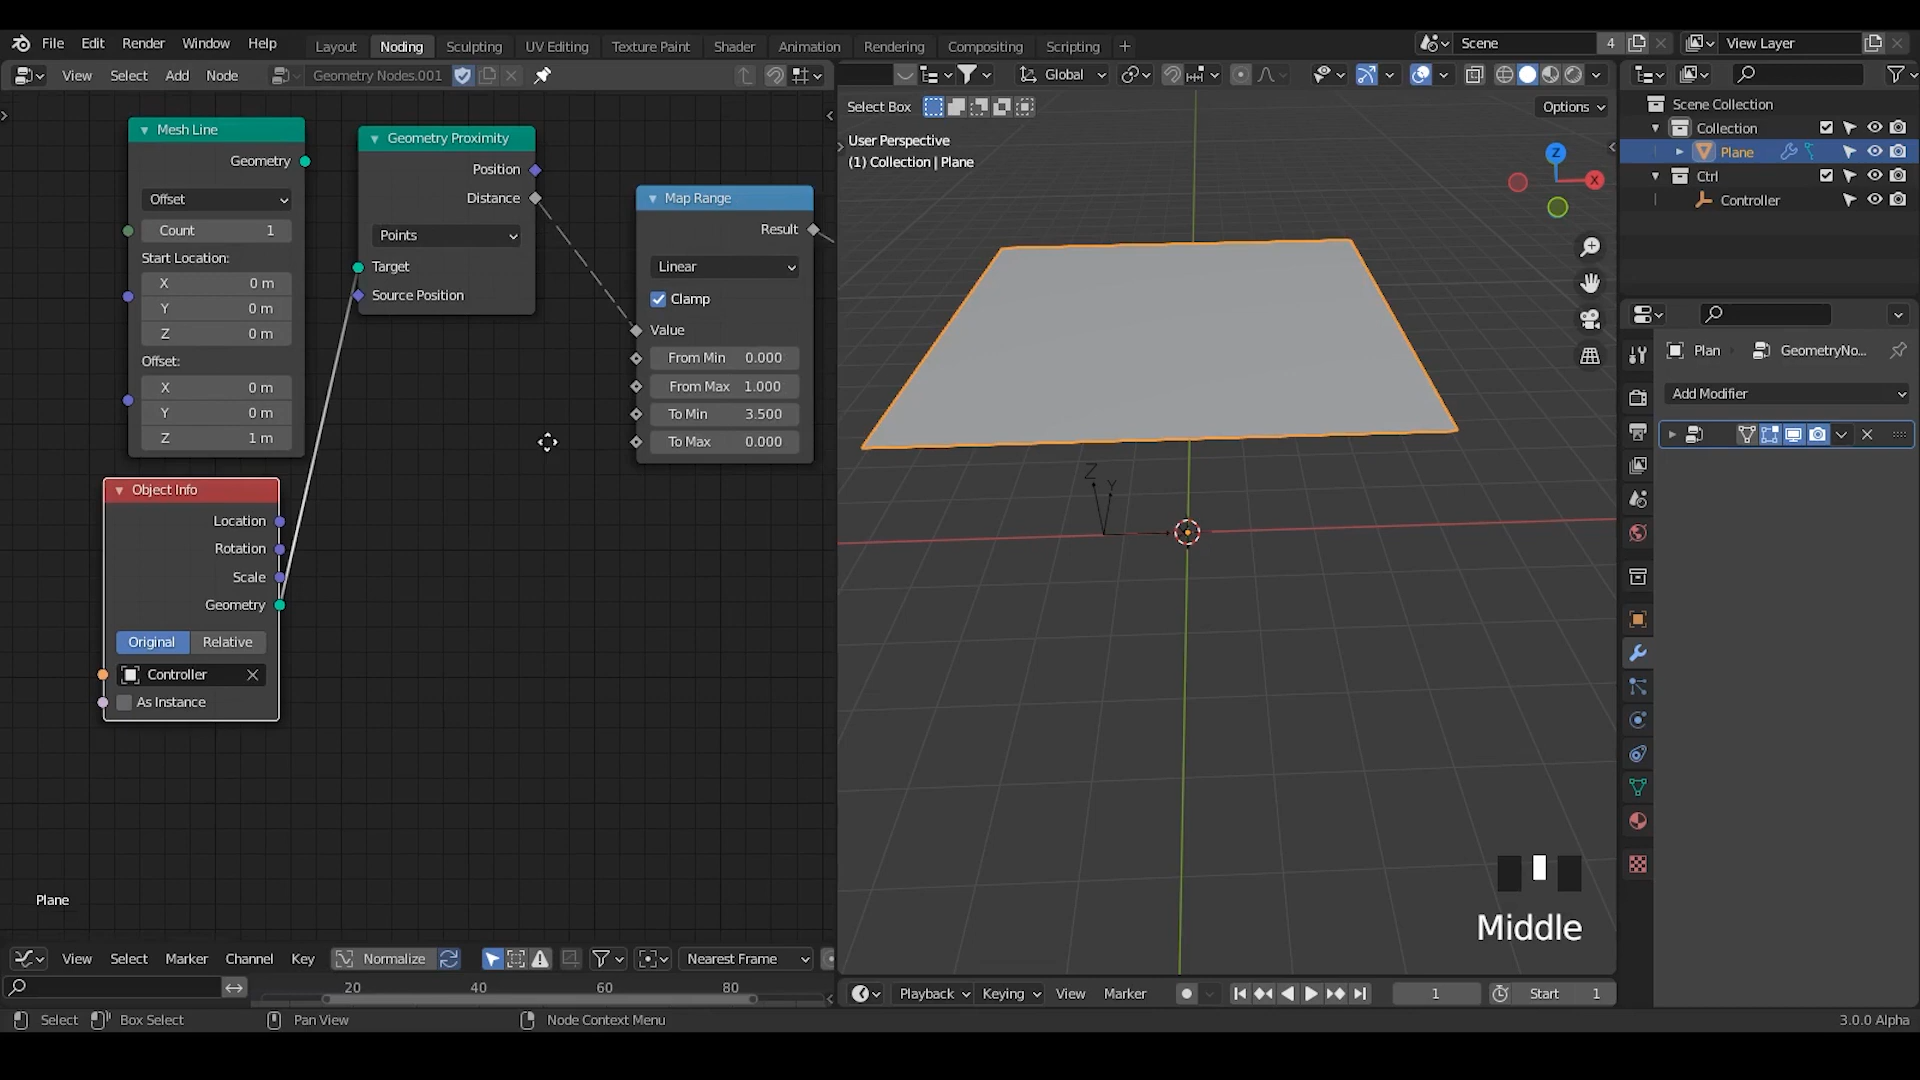 File Edit Render Window Help Layout Noding Sculpting UV Editing Texture Paint Shader Animation Rendering Compositing Scripting + Scene 4 View Layer
View Select Add Node Geometry Nodes.001 Global
Select Box Options
User Perspective
(1) Collection | Plane
Mesh Line
Geometry
Offset
Count 1
Start Location:
X 0 m
Y 0 m
Z 0 m
Offset:
X 0 m
Y 0 m
Z 1 m
Geometry Proximity
Position
Distance
Points
Target
Source Position
Map Range
Result
Linear
Clamp
Value
From Min 0.000
From Max 1.000
To Min 3.500
To Max 0.000
Object Info
Location
Rotation
Scale
Geometry
Original Relative
Controller
As Instance
Plane
Z
X
Z
Y
Middle
Scene Collection
Collection
Plane
Ctrl
Controller
Plan GeometryNo...
Add Modifier
View Select Marker Channel Key Normalize Nearest Frame
20 40 60 80
Playback Keying View Marker 1 Start 1
Select Box Select Pan View Node Context Menu 3.0.0 Alpha